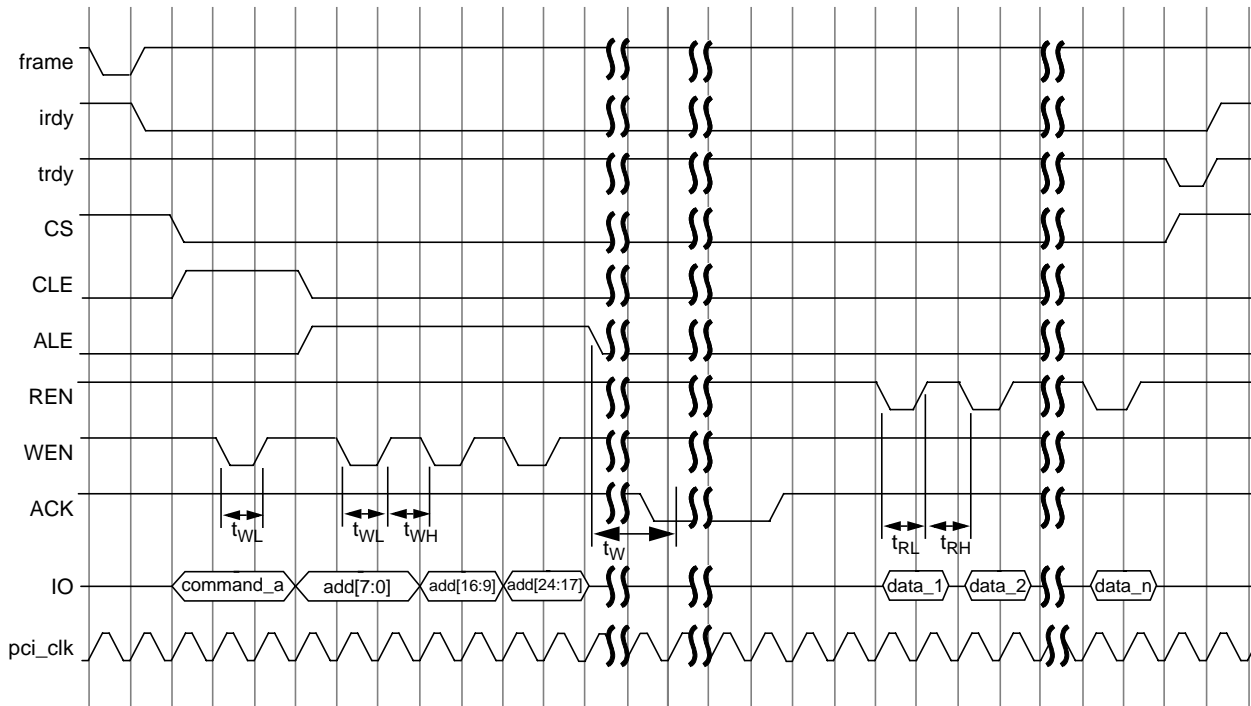 frame
irdy
trdy
CS
CLE
ALE
REN
WEN
ACK
tWL
tWL
tWH
tW
tRL
tRH
IO
command_a
add[7:0]
add[16:9]
add[24:17]
data_1
data_2
data_n
pci_clk